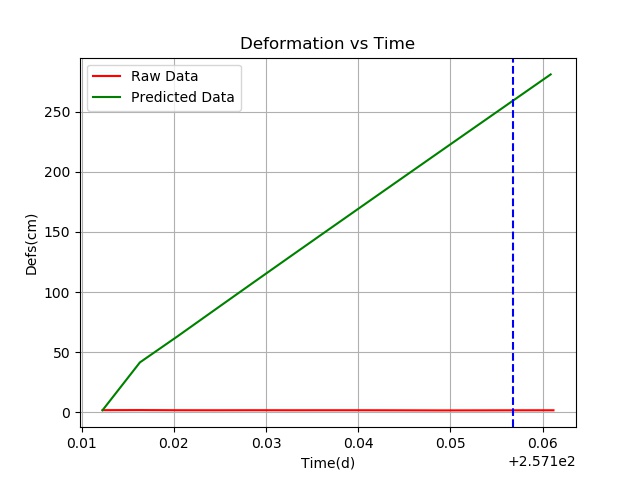 Deformation vs Time
Raw Data
Predicted Data
250
200
150
100
50
0
Defs(cm)
0.01 0.02 0.03 0.04 0.05 0.06
Time(d)
+2.571e2